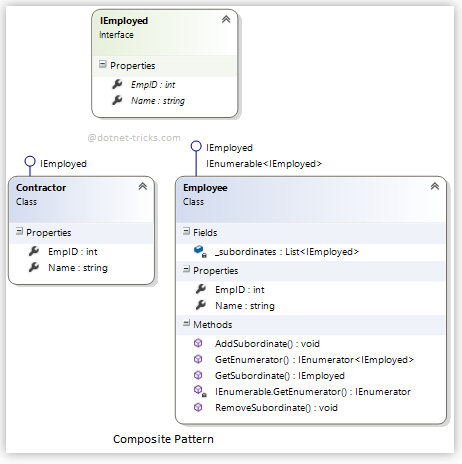 IEmployed
Interface
Properties
EmpID : int
Name : string
@dotnet-tricks.com
IEmployed
Contractor
Class
Properties
EmpID : int
Name : string
IEmployed
IEnumerable<IEmployed>
Employee
Class
Fields
_subordinates : List<IEmployed>
Properties
EmpID : int
Name : string
Methods
AddSubordinate() : void
GetEnumerator() : IEnumerator<IEmployed>
GetSubordinate() : IEmployed
IEnumerable.GetEnumerator() : IEnumerator
RemoveSubordinate() : void
Composite Pattern